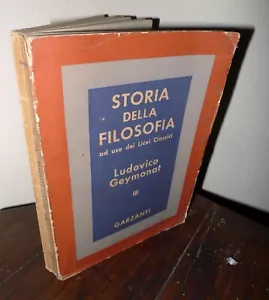 STORIA
DELLA
FILOSOFIA
ad uso dei Licei Classici
Ludovico
Geymonat
III
GARZANTI